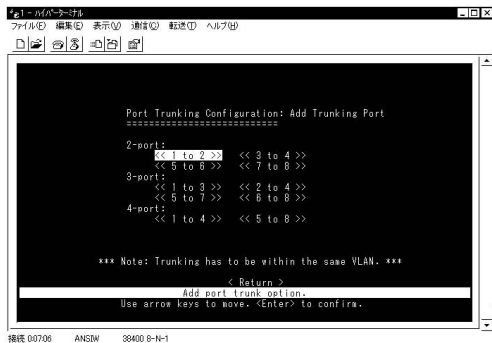 1 - ハイパーターミナル
ファイル(F) 編集(E) 表示(V) 通信(C) 転送(T) ヘルプ(H)
Port Trunking Configuration: Add Trunking Port
===========================
2-port:
<< 1 to 2 >> << 3 to 4 >>
<< 5 to 6 >> << 7 to 8 >>
3-port:
<< 1 to 3 >> << 2 to 4 >>
<< 5 to 7 >> << 6 to 8 >>
4-port:
<< 1 to 4 >> << 5 to 8 >>
*** Note: Trunking has to be within the same VLAN. ***
< Return >
Add port trunk option.
Use arrow keys to move. <Enter> to confirm.
接続 0:07:06 ANSIW 38400 8-N-1